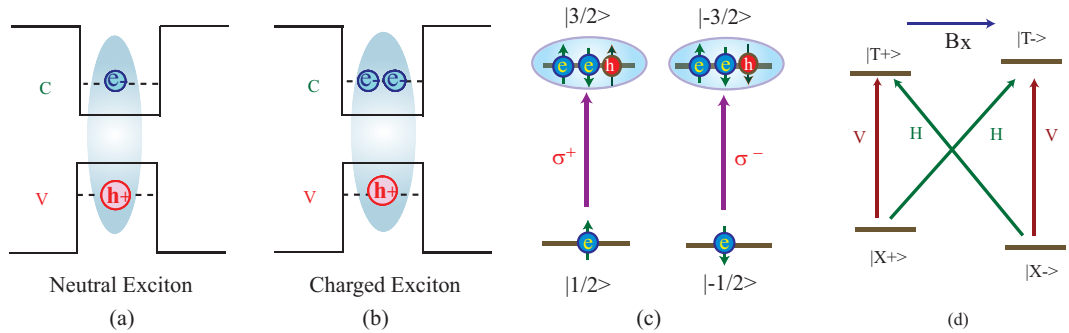 C
e
V
h+
Neutral Exciton
(a)
C
e
e
V
h+
Charged Exciton
(b)
|3/2>
e
e
h
σ+
e
|1/2>
|-3/2>
e
e
h
σ−
e
|-1/2>
(c)
Bx
|T+>
|T->
V
H
H
V
|X+>
|X->
(d)